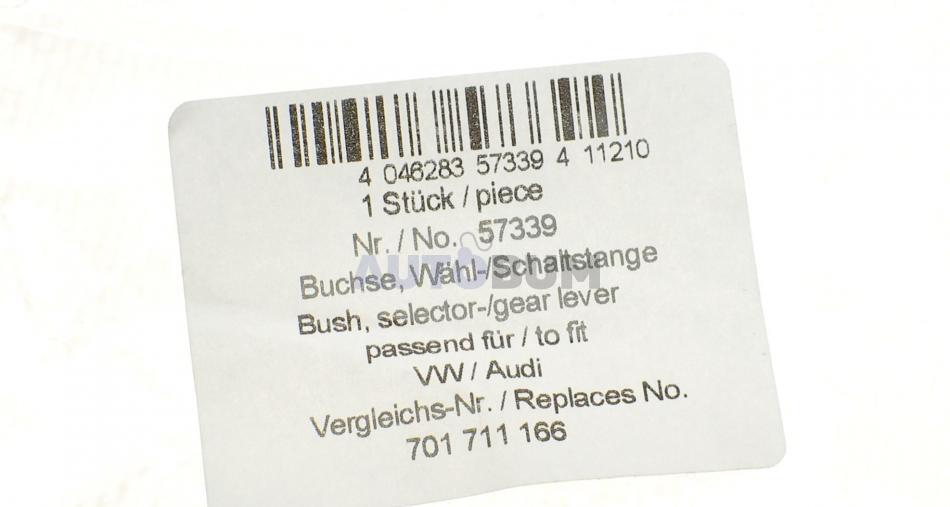 4 046283 57339 4 11210
1 Stück / piece
Nr. / No. 57339
AUTOBUM
Buchse, Wähl-/Schaltstange
Bush, selector-/gear lever
passend für / to fit
VW / Audi
Vergleichs-Nr. / Replaces No.
701 711 166